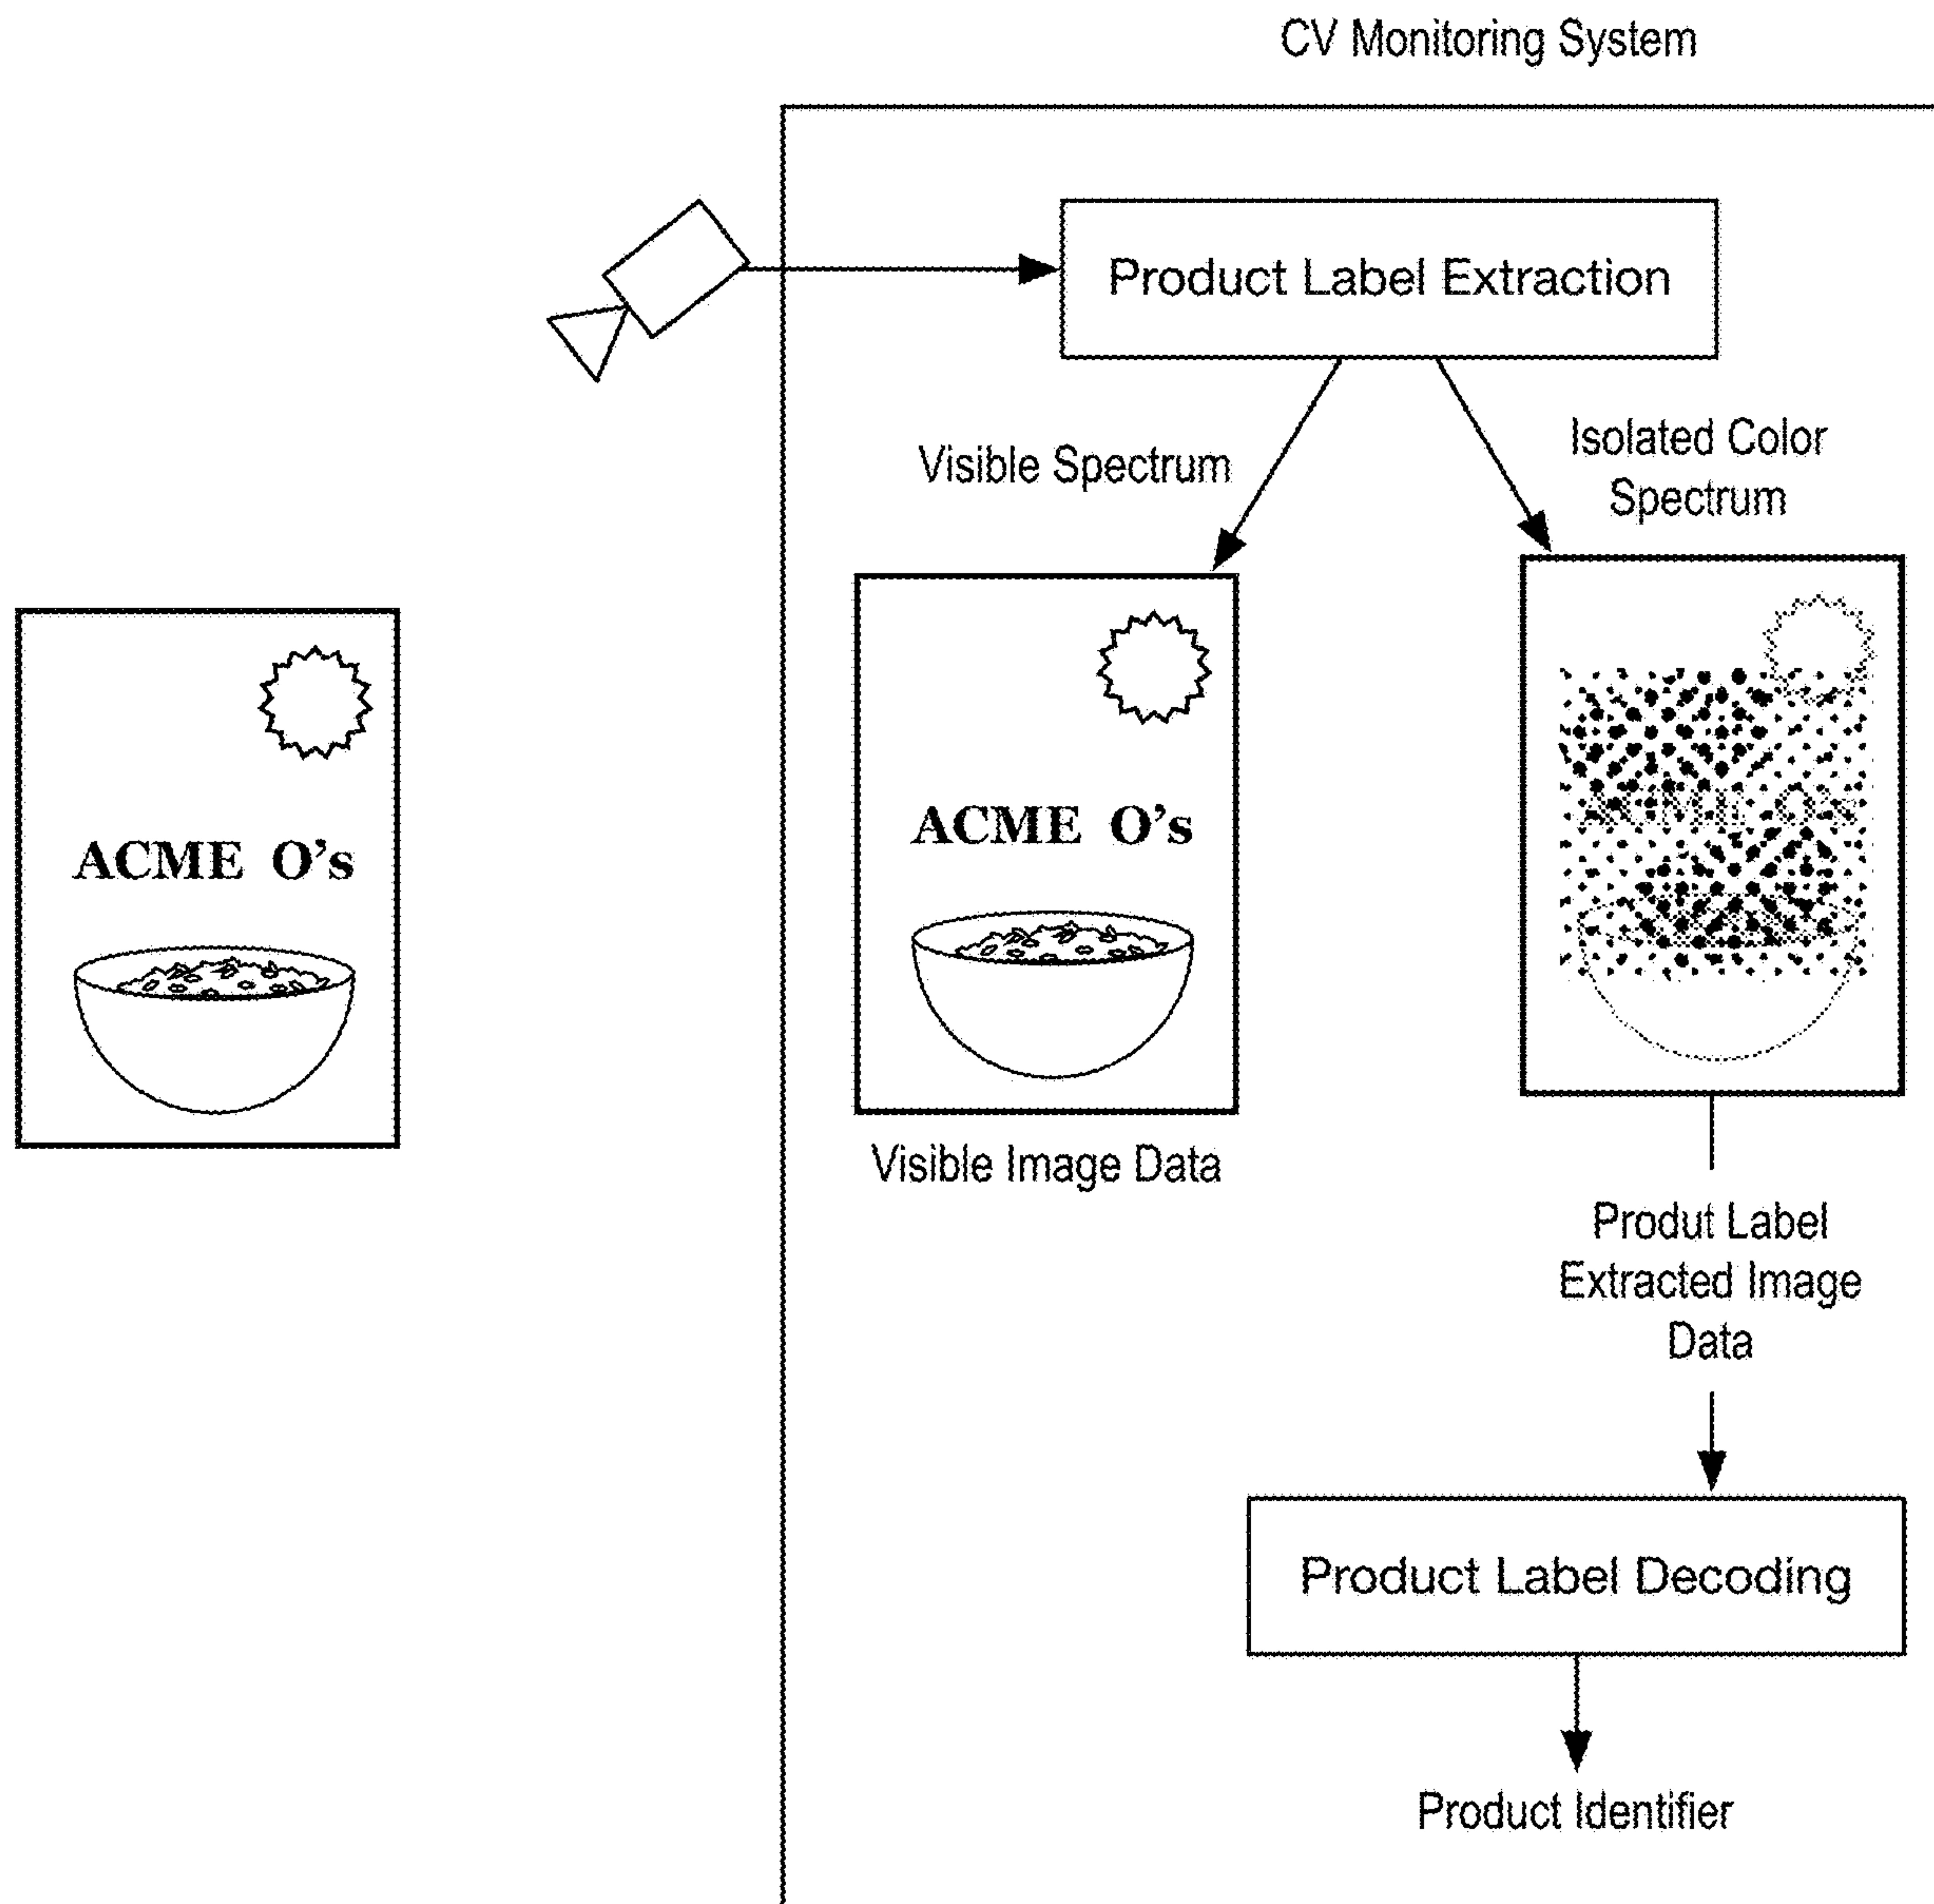 CV Monitoring System
Product Label Extraction
Visible Spectrum
Isolated Color
Spectrum
ACME O's
ACME O's
ACME O's
Visible Image Data
Produt Label
Extracted Image
Data
Product Label Decoding
Product Identifier